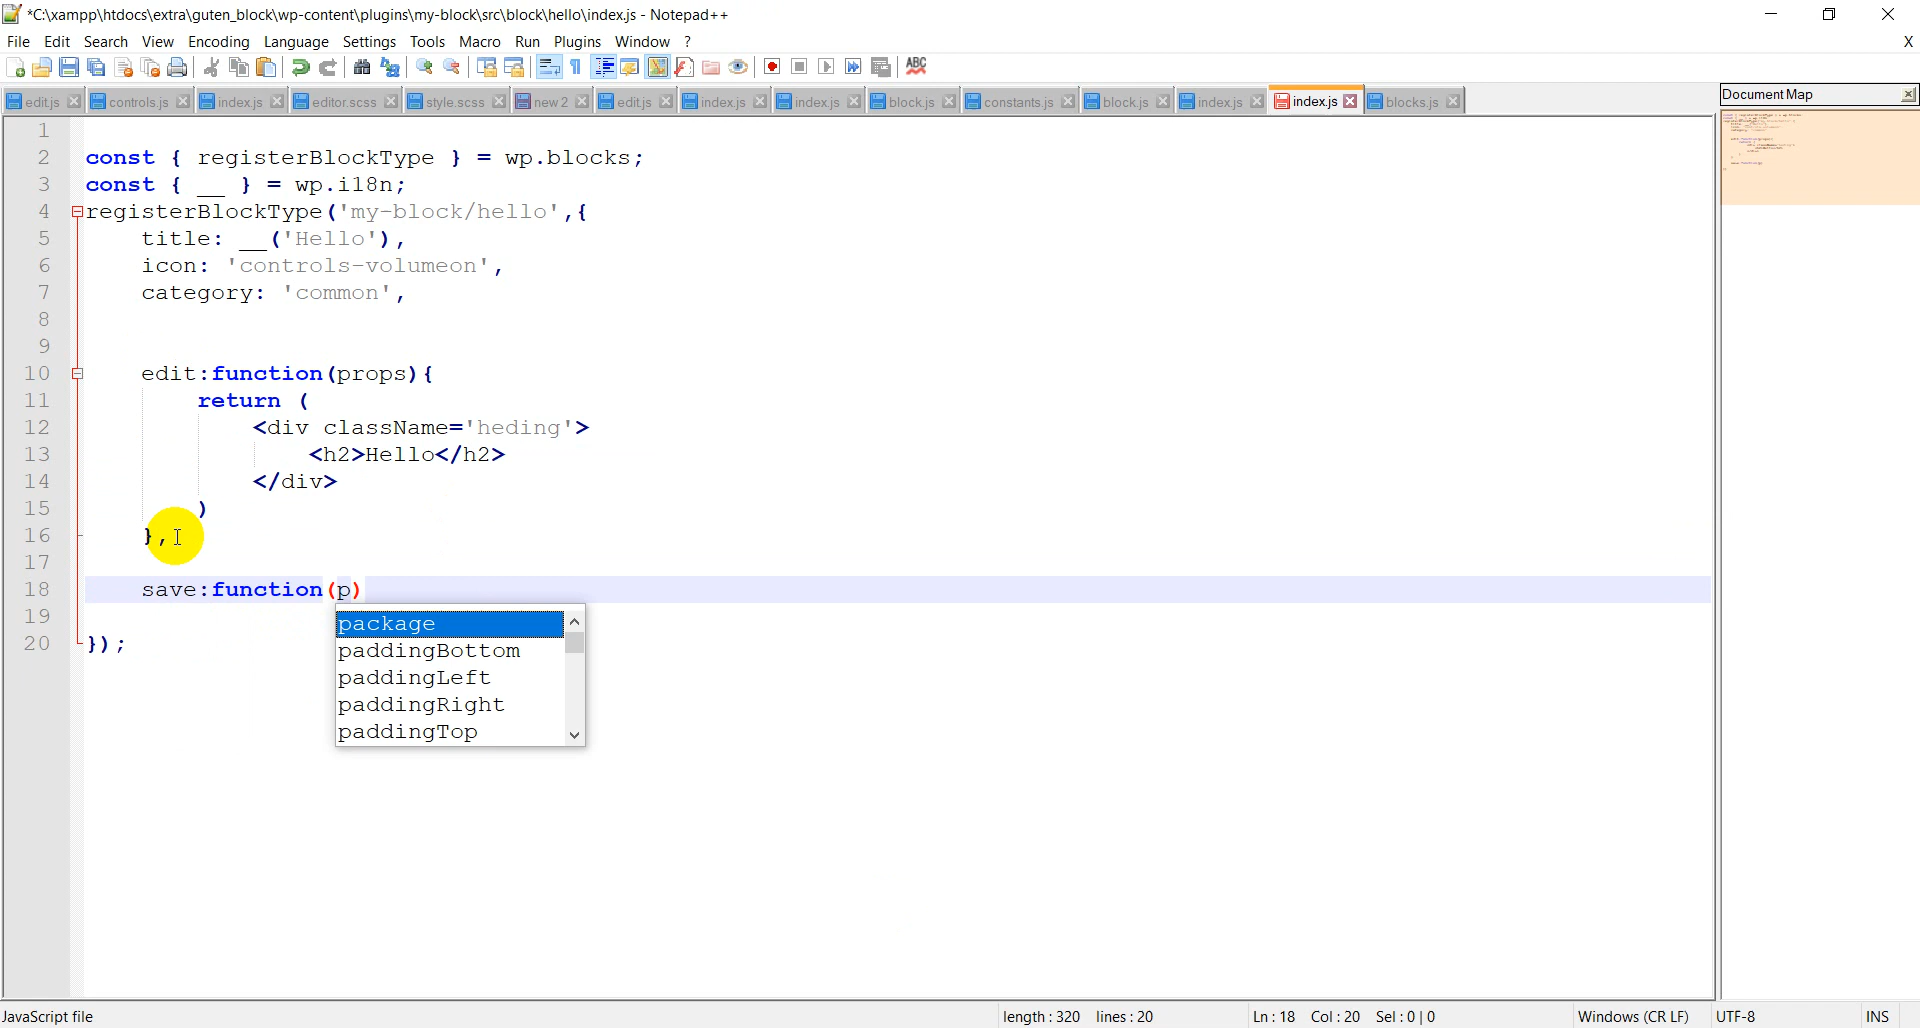 *C:\xampp\htdocs\extra\guten_block\wp-content\plugins\my-block\src\block\hello\index.js - Notepad++
File Edit Search View Encoding Language Settings Tools Macro Run Plugins Window ? X
ABC
edit.js controls.js index.js editor.scss style.scss new 2 edit.js index.js index.js block.js constants.js block.js index.js index.js blocks.js
Document Map
1
2 const { registerBlockType } = wp.blocks;
3 const { __ } = wp.i18n;
4 registerBlockType('my-block/hello',{
5 title: __('Hello'),
6 icon: 'controls-volumeon',
7 category: 'common',
8
9
10 edit:function(props){
11 return (
12 <div className='heding'>
13 <h2>Hello</h2>
14 </div>
15 )
16 },
17
18 save:function(p)
19
20 });
package
paddingBottom
paddingLeft
paddingRight
paddingTop
JavaScript file length : 320 lines : 20 Ln : 18 Col : 20 Sel : 0 | 0 Windows (CR LF) UTF-8 INS